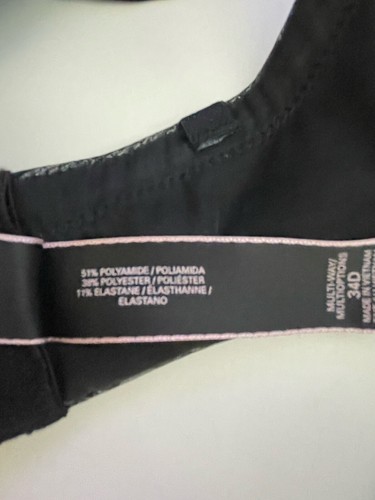 51% POLYAMIDE / POLIAMIDA
38% POLYESTER / POLIÉSTER
11% ELASTANE / ÉLASTHANNE /
ELASTANO
MULTI-WAY/
MULTIOPTIONS
34D
MADE IN VIETNAM